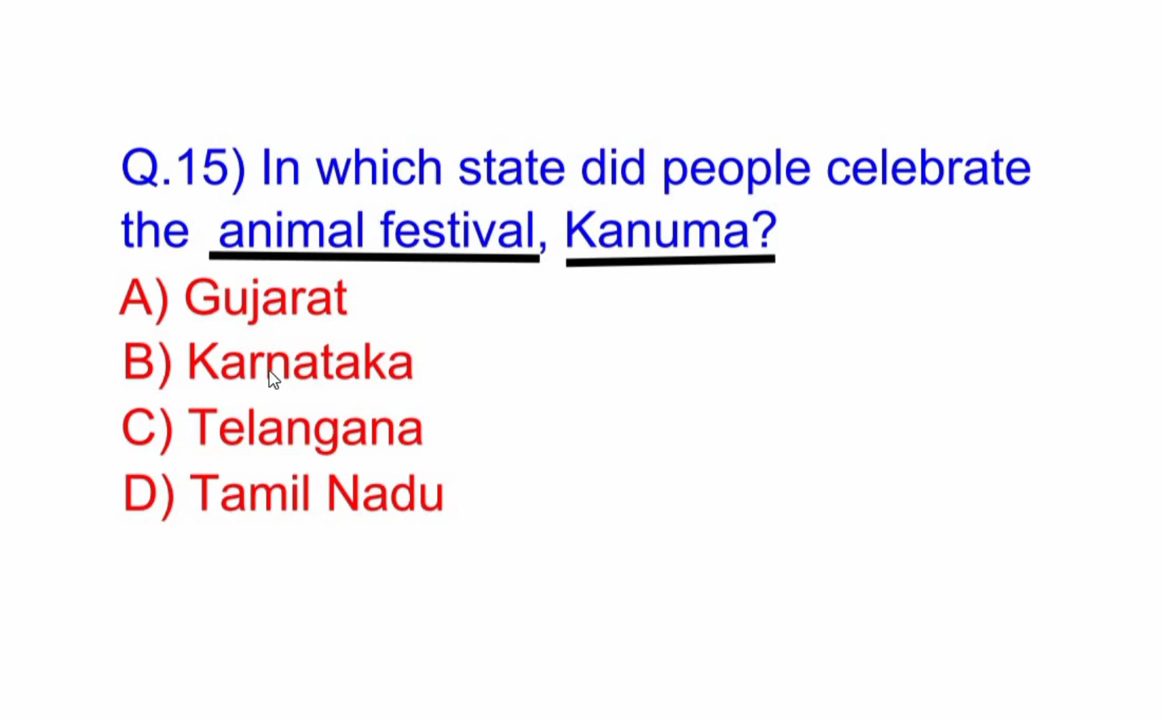 Q.15) In which state did people celebrate
the animal festival, Kanuma?
A) Gujarat
B) Karnataka
C) Telangana
D) Tamil Nadu